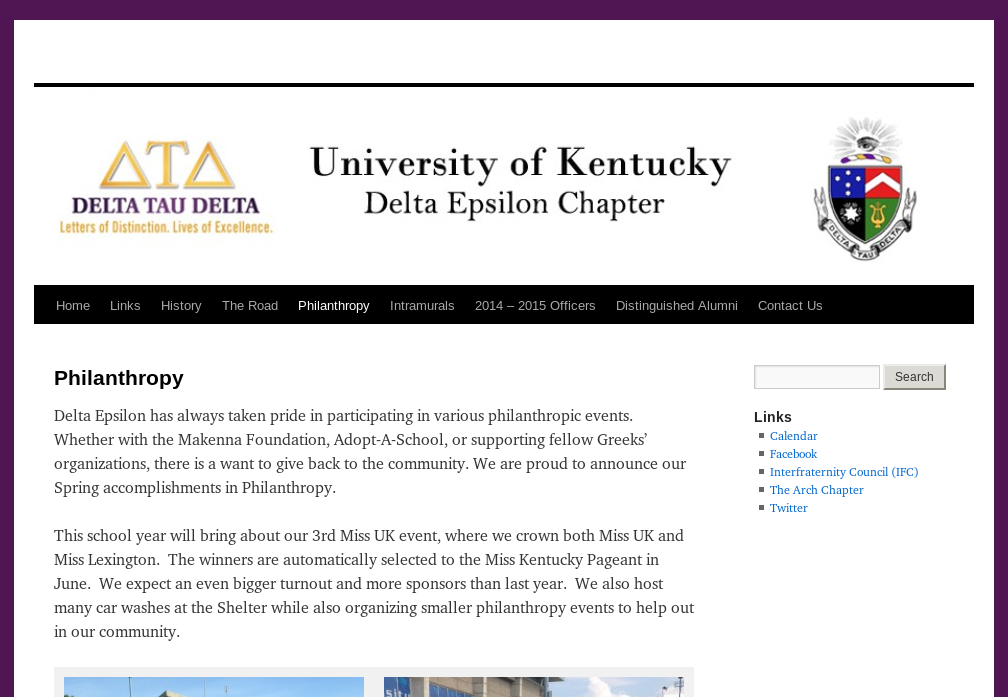 ΔΤΔ
DELTA TAU DELTA
Letters of Distinction. Lives of Excellence.
University of Kentucky
Delta Epsilon Chapter
DELTA TAU DELTA
Home Links History The Road Philanthropy Intramurals 2014 – 2015 Officers Distinguished Alumni Contact Us
Philanthropy
Delta Epsilon has always taken pride in participating in various philanthropic events.
Whether with the Makenna Foundation, Adopt-A-School, or supporting fellow Greeks’
organizations, there is a want to give back to the community. We are proud to announce our
Spring accomplishments in Philanthropy.
This school year will bring about our 3rd Miss UK event, where we crown both Miss UK and
Miss Lexington.  The winners are automatically selected to the Miss Kentucky Pageant in
June.  We expect an even bigger turnout and more sponsors than last year.  We also host
many car washes at the Shelter while also organizing smaller philanthropy events to help out
in our community.
Search
Links
Calendar
Facebook
Interfraternity Council (IFC)
The Arch Chapter
Twitter